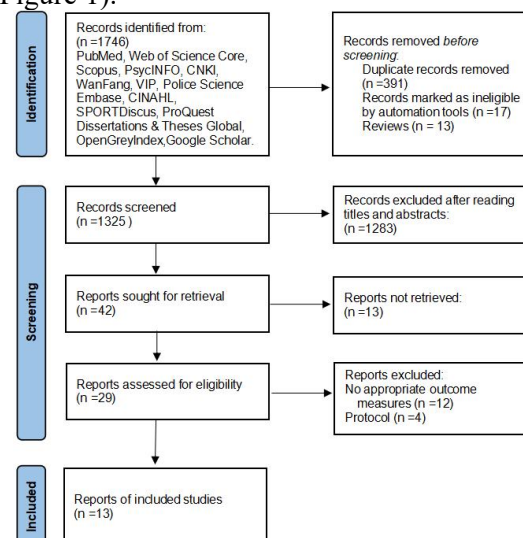 Figure 1).
Identification
Records identified from:
(n =1746)
PubMed, Web of Science Core,
Scopus, PsycINFO, CNKI,
WanFang, VIP, Police Science
Embase, CINAHL,
SPORTDiscus, ProQuest
Dissertations & Theses Global,
OpenGreyIndex,Google Scholar.
Records removed before
screening:
Duplicate records removed
(n =391)
Records marked as ineligible
by automation tools (n =17)
Reviews (n = 13)
Screening
Records screened
(n =1325 )
Records excluded after reading
titles and abstracts:
(n =1283)
Reports sought for retrieval
(n =42)
Reports not retrieved:
(n =13)
Reports assessed for eligibility
(n =29)
Reports excluded:
No appropriate outcome
measures (n =12)
Protocol (n =4)
Included
Reports of included studies
(n =13)